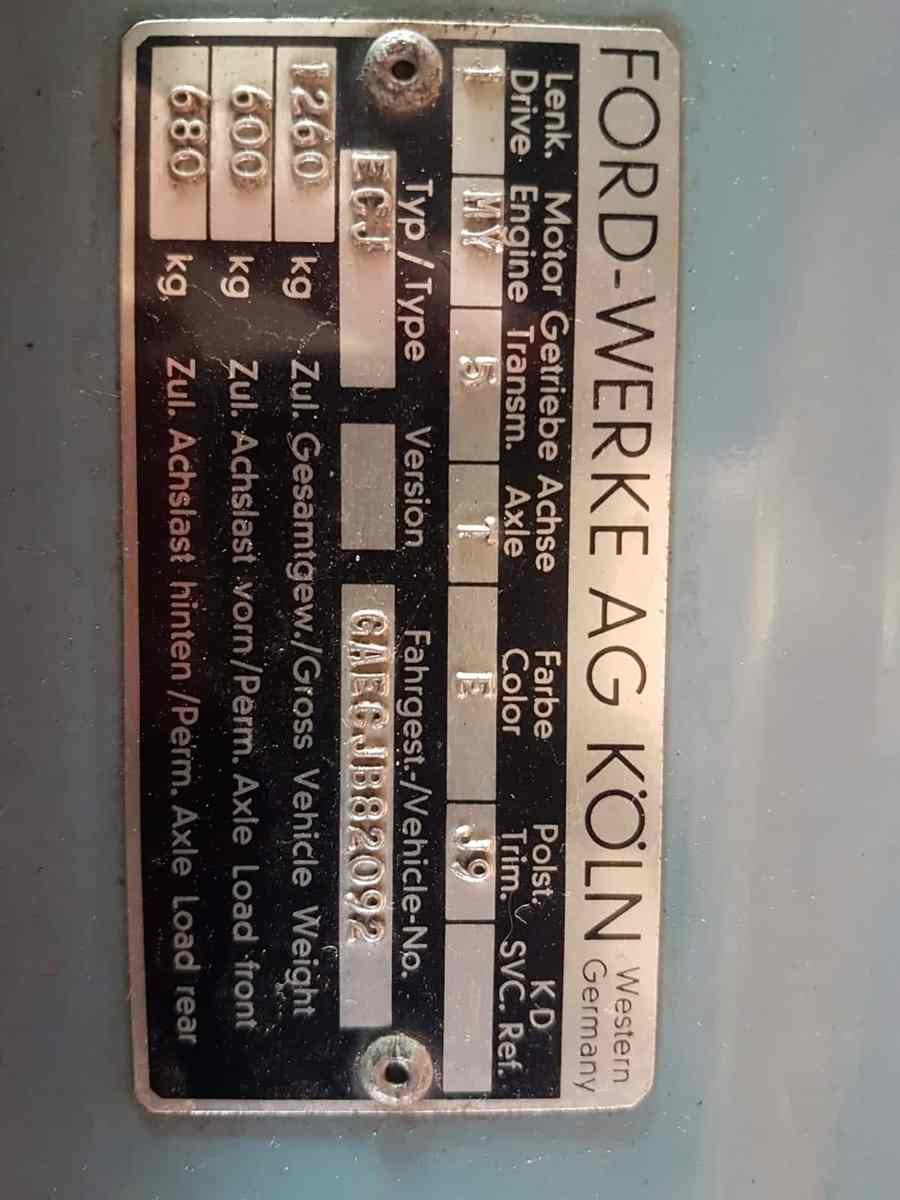 FORD-WERKE AG KÖLN Western Germany
Lenk. Motor Getriebe Achse Farbe Polst. KD
Drive Engine Transm. Axle Color Trim. SVC. Ref.
1 MY 5 1 E J9
Typ / Type Version Fahrgest.-/Vehicle-No.
ECJ GAECJB82092
1260 kg Zul. Gesamtgew./Gross Vehicle Weight
600 kg Zul. Achslast vorn/Perm. Axle Load front
680 kg Zul. Achslast hinten/Perm. Axle Load rear